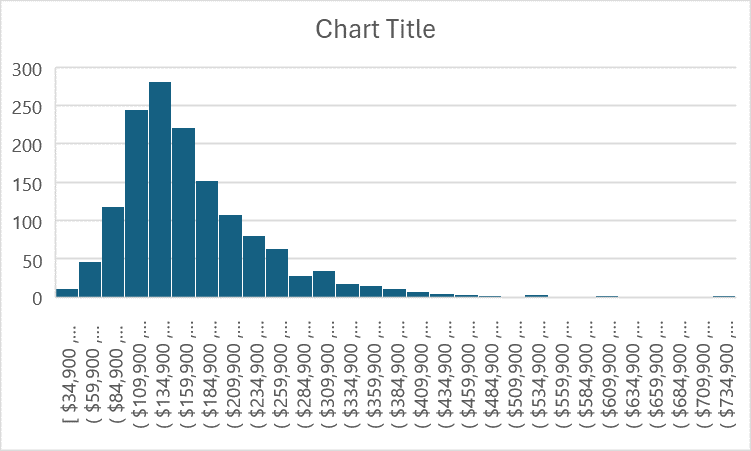 Chart Title
300
250
200
150
100
50
0
[ $34,900 ,…
( $59,900 ,…
( $84,900 ,…
( $109,900 ,…
( $134,900 ,…
( $159,900 ,…
( $184,900 ,…
( $209,900 ,…
( $234,900 ,…
( $259,900 ,…
( $284,900 ,…
( $309,900 ,…
( $334,900 ,…
( $359,900 ,…
( $384,900 ,…
( $409,900 ,…
( $434,900 ,…
( $459,900 ,…
( $484,900 ,…
( $509,900 ,…
( $534,900 ,…
( $559,900 ,…
( $584,900 ,…
( $609,900 ,…
( $634,900 ,…
( $659,900 ,…
( $684,900 ,…
( $709,900 ,…
( $734,900 ,…